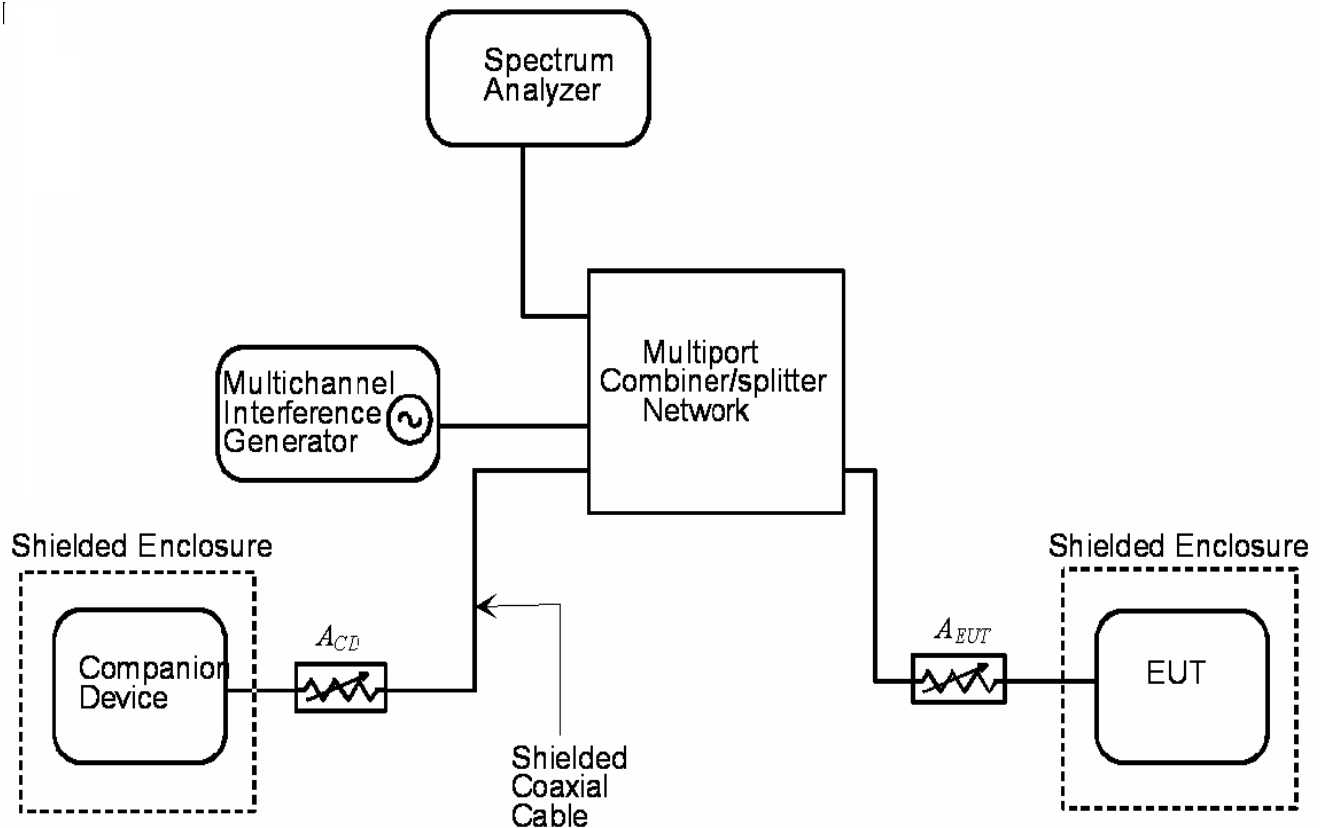 Spectrum
Analyzer
Multiport
Combiner/splitter
Network
Multichannel
Interference
Generator
Shielded Enclosure
Shielded Enclosure
A_CD
A_EUT
Companion
Device
EUT
Shielded
Coaxial
Cable